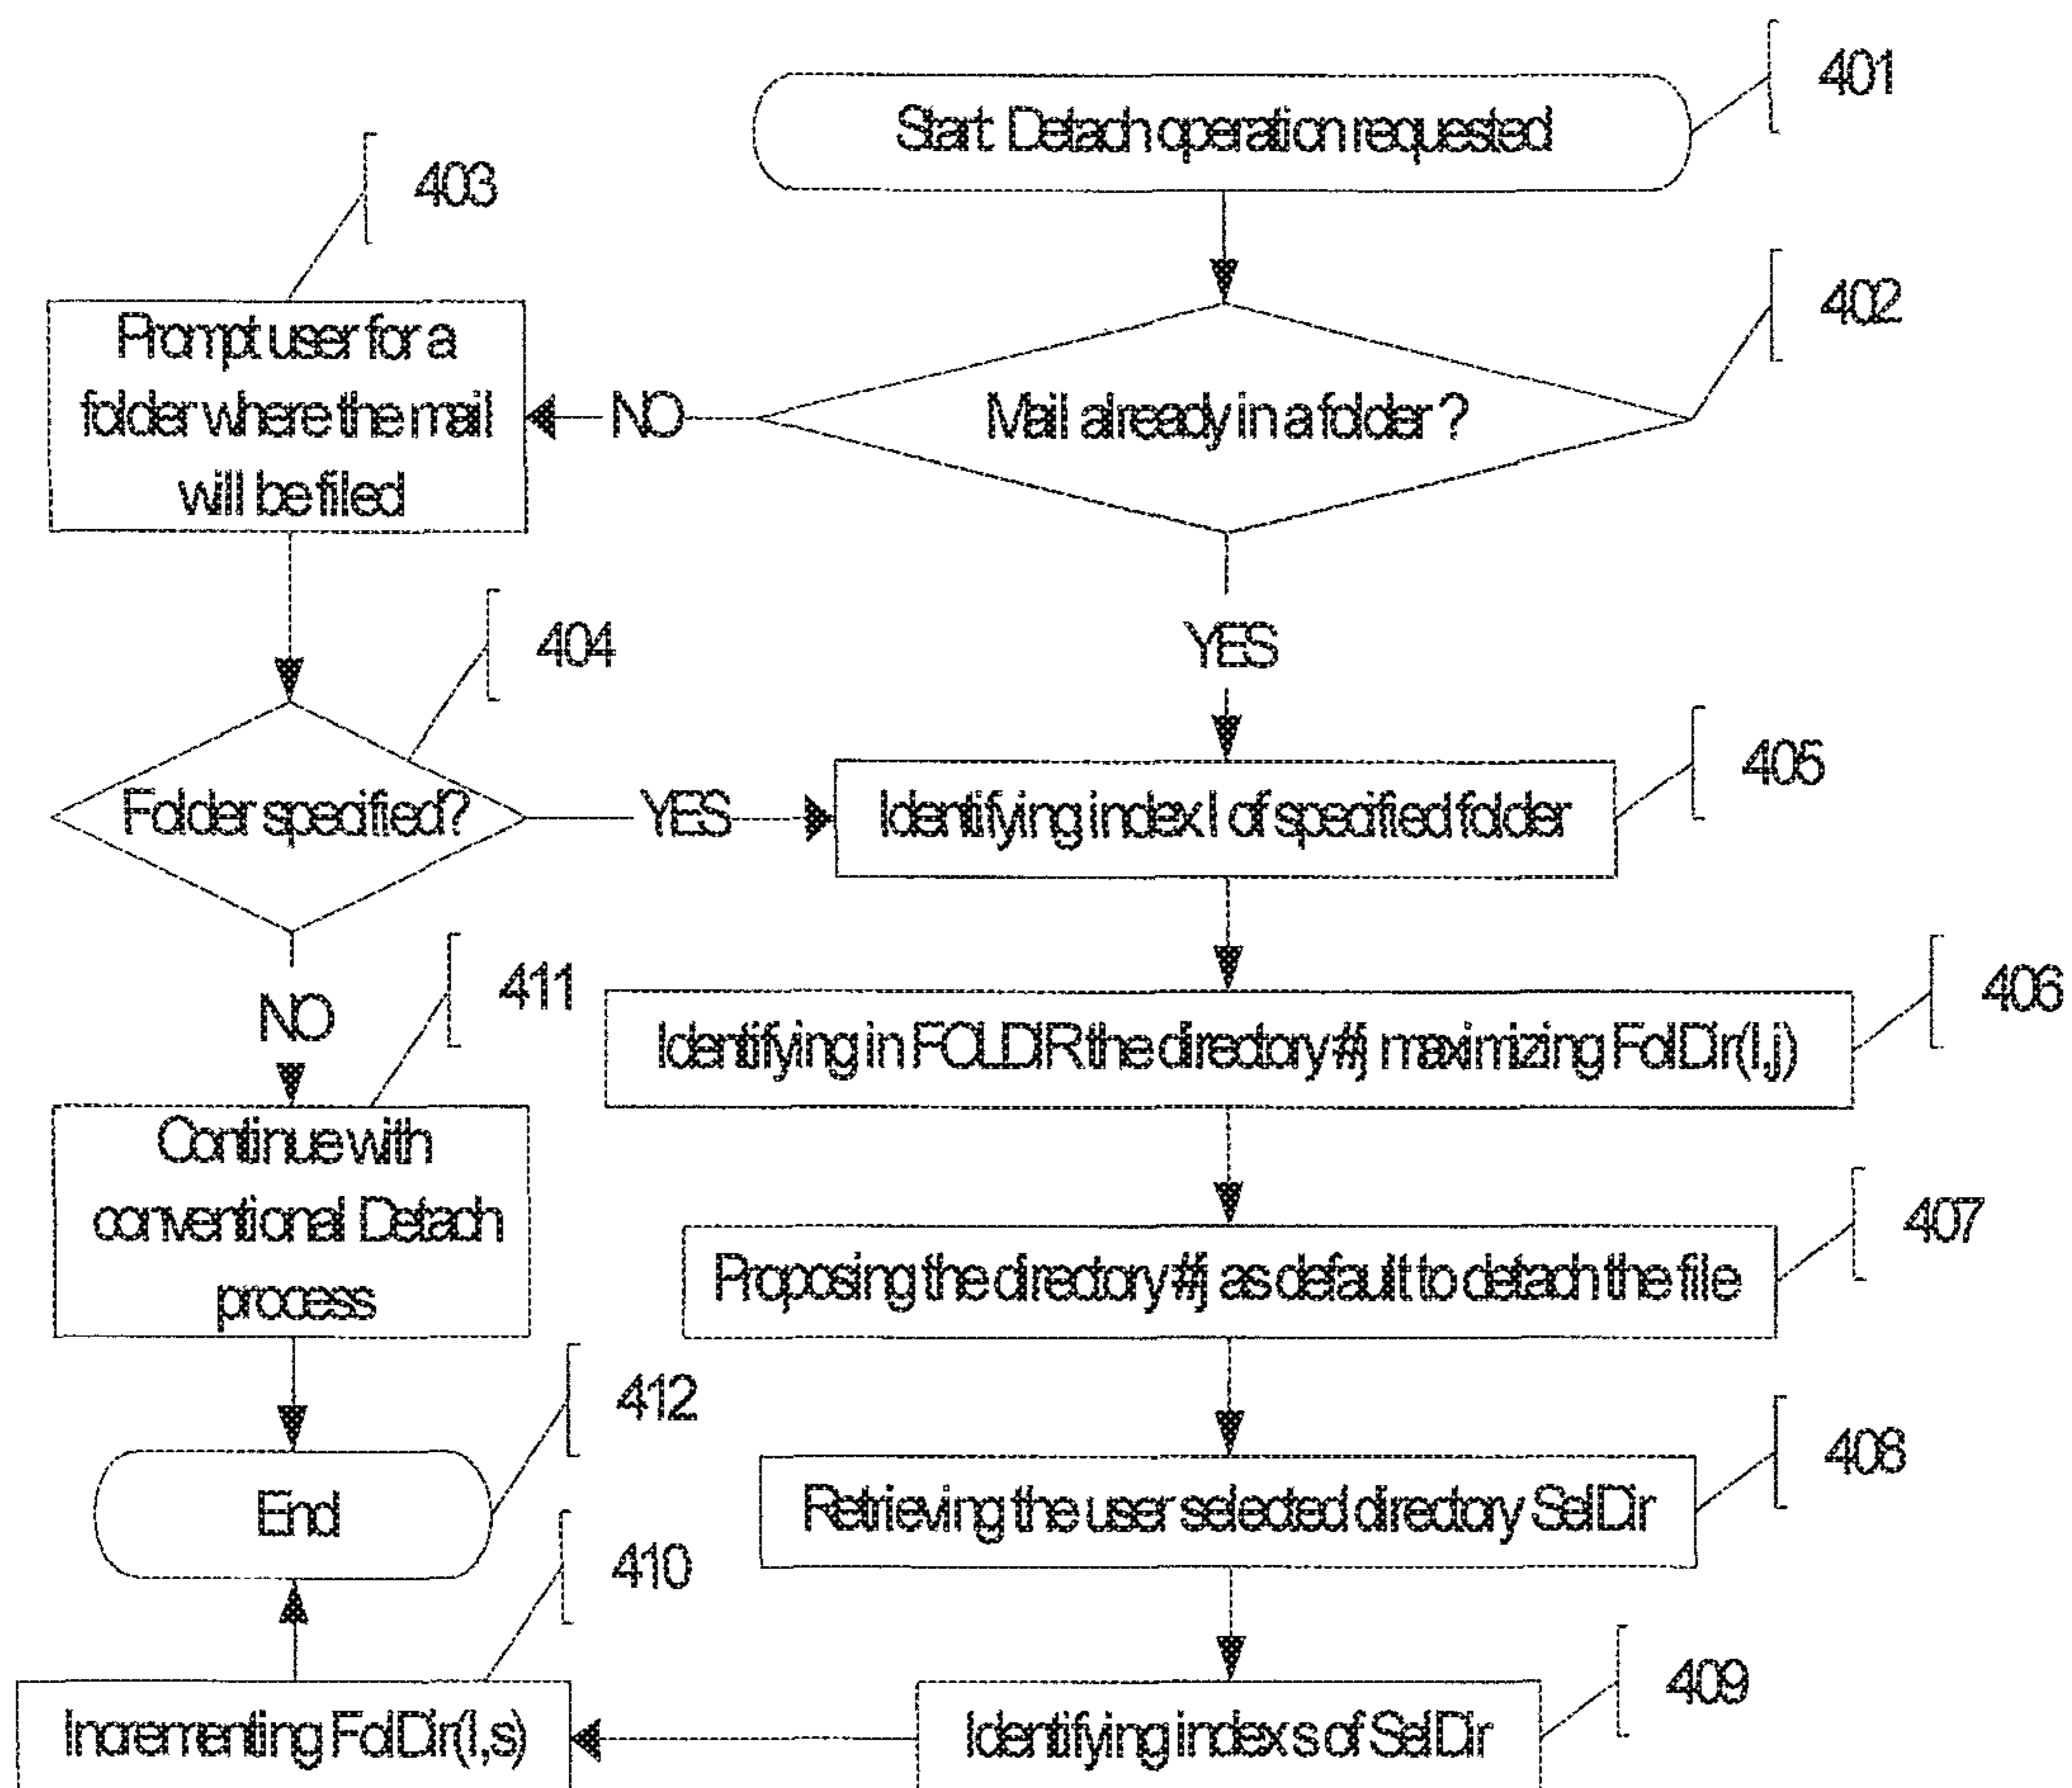 401
Start: Detach operation requested
403
402
Prompt user for a
folder where the mail
will be filed
NO
Mail already in a folder ?
YES
404
405
Folder specified?
YES
Identifying index I of specified folder
NO
411
406
Identifying in FOLDIR the directory #j maximizing FolDir(I,j)
Continue with
conventional Detach
process
407
Proposing the directory #j as default to detach the file
412
408
End
Retrieving the user selected directory SelDir
410
409
Incrementing FolDir(I,s)
Identifying index s of SelDir